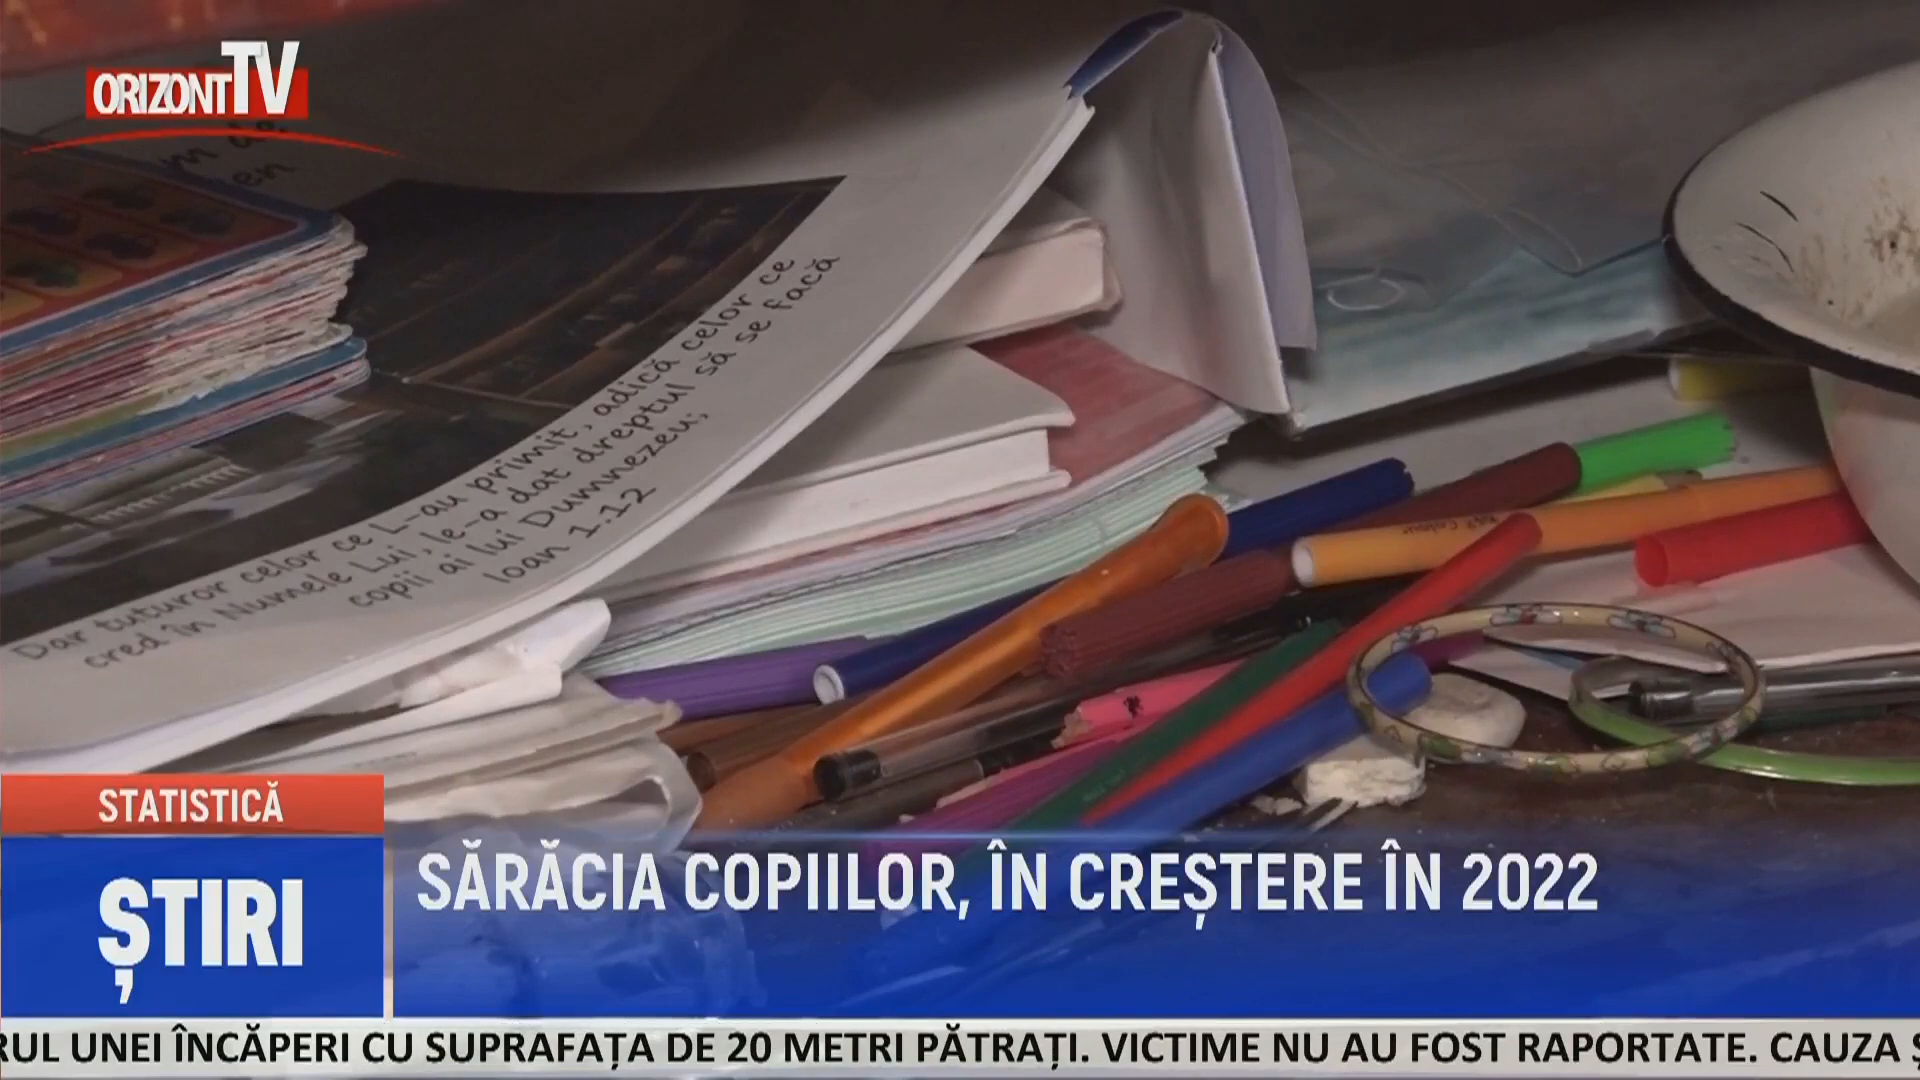 ORIZONT TV
Dar tuturor celor ce L-au primit, adică celor ce
cred în Numele Lui, le-a dat dreptul să se facă
copii ai lui Dumnezeu;
Ioan 1.12
STATISTICĂ
ȘTIRI
SĂRĂCIA COPIILOR, ÎN CREȘTERE ÎN 2022
UNEI ÎNCĂPERI CU SUPRAFAȚA DE 20 METRI PĂTRAȚI. VICTIME NU AU FOST RAPORTATE. CAUZA